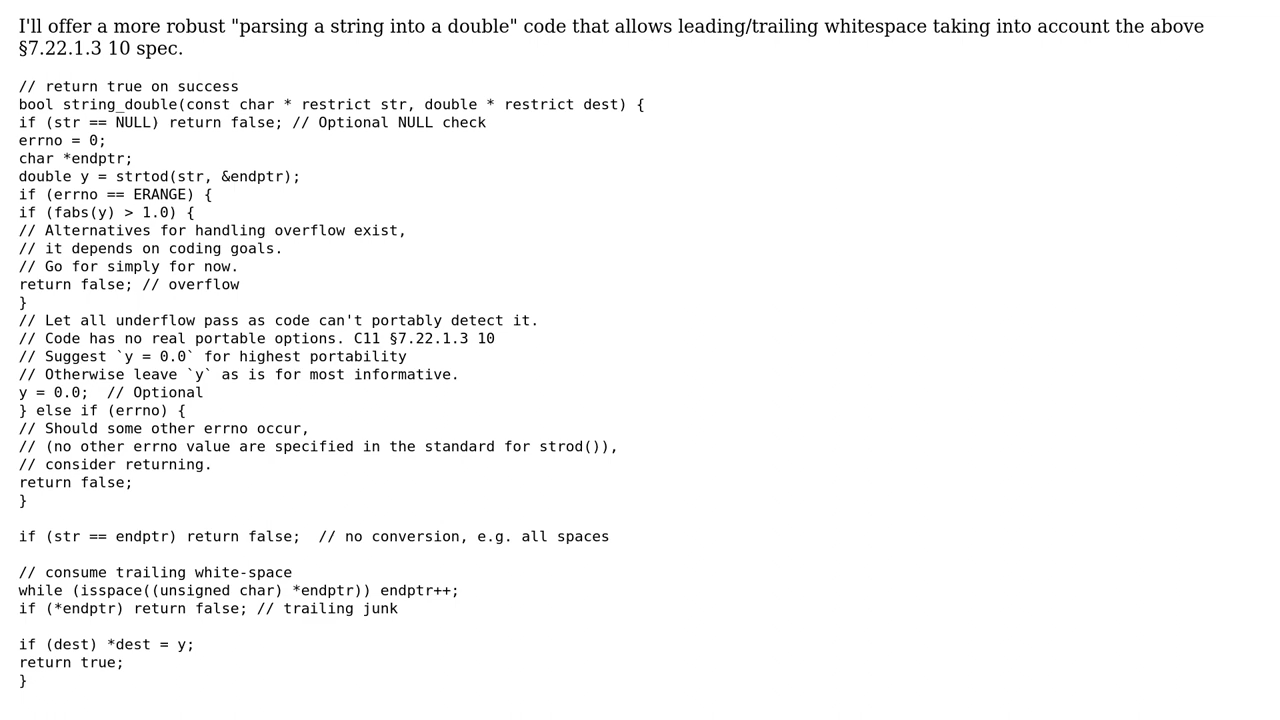 I'll offer a more robust "parsing a string into a double" code that allows leading/trailing whitespace taking into account the above
§7.22.1.3 10 spec.
// return true on success
bool string_double(const char * restrict str, double * restrict dest) {
if (str == NULL) return false; // Optional NULL check
errno = 0;
char *endptr;
double y = strtod(str, &endptr);
if (errno == ERANGE) {
if (fabs(y) > 1.0) {
// Alternatives for handling overflow exist,
// it depends on coding goals.
// Go for simply for now.
return false; // overflow
}
// Let all underflow pass as code can't portably detect it.
// Code has no real portable options. C11 §7.22.1.3 10
// Suggest `y = 0.0` for highest portability
// Otherwise leave `y` as is for most informative.
y = 0.0;  // Optional
} else if (errno) {
// Should some other errno occur,
// (no other errno value are specified in the standard for strod()),
// consider returning.
return false;
}
if (str == endptr) return false;  // no conversion, e.g. all spaces
// consume trailing white-space
while (isspace((unsigned char) *endptr)) endptr++;
if (*endptr) return false; // trailing junk
if (dest) *dest = y;
return true;
}